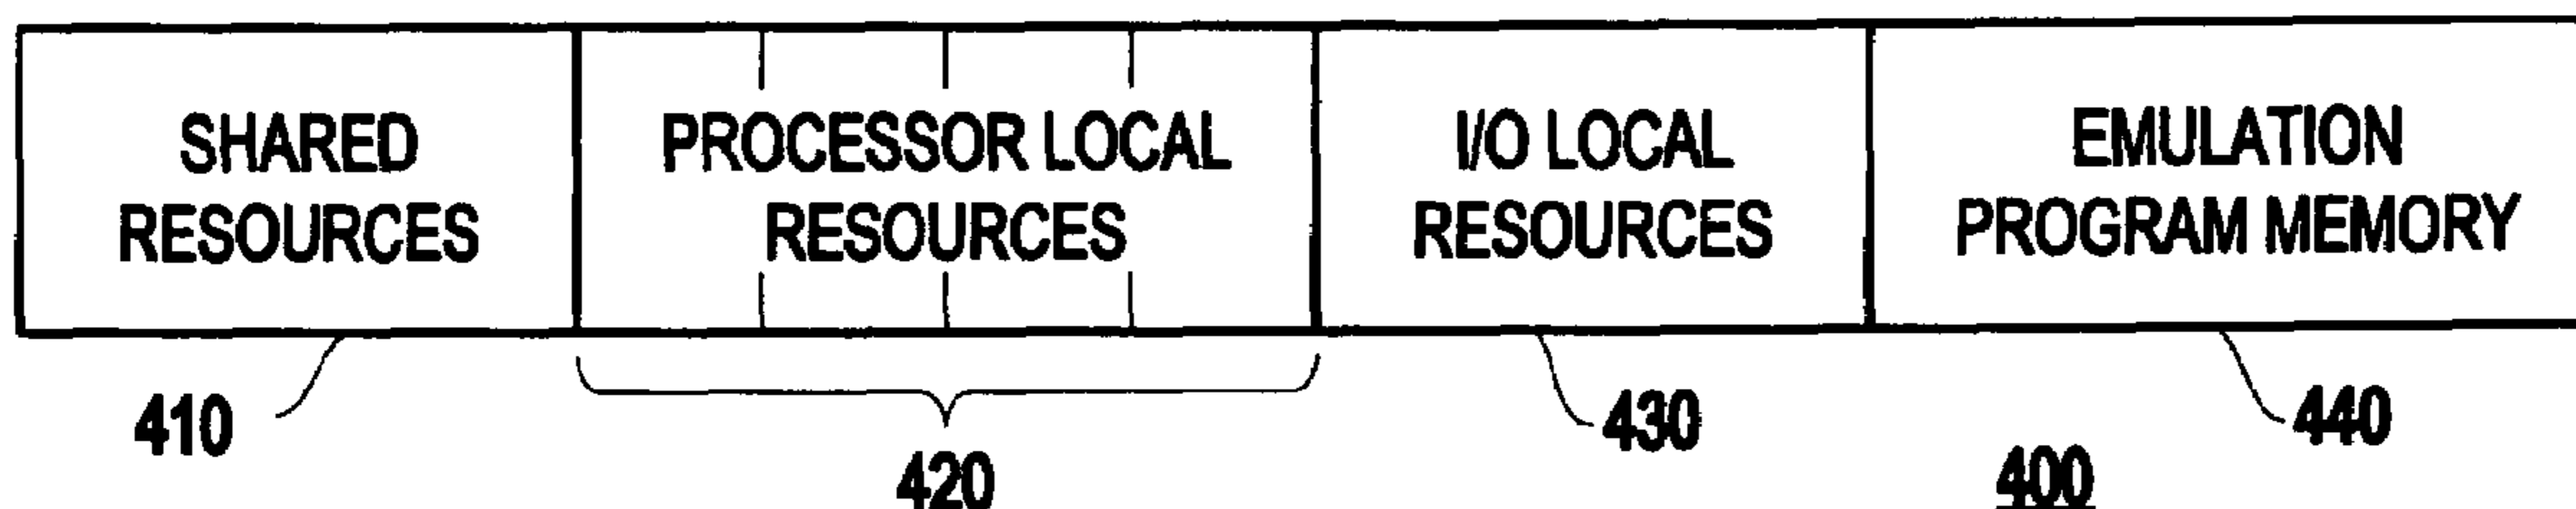 SHARED
RESOURCES
PROCESSOR LOCAL
RESOURCES
I/O LOCAL
RESOURCES
EMULATION
PROGRAM MEMORY
410
420
430
440
400